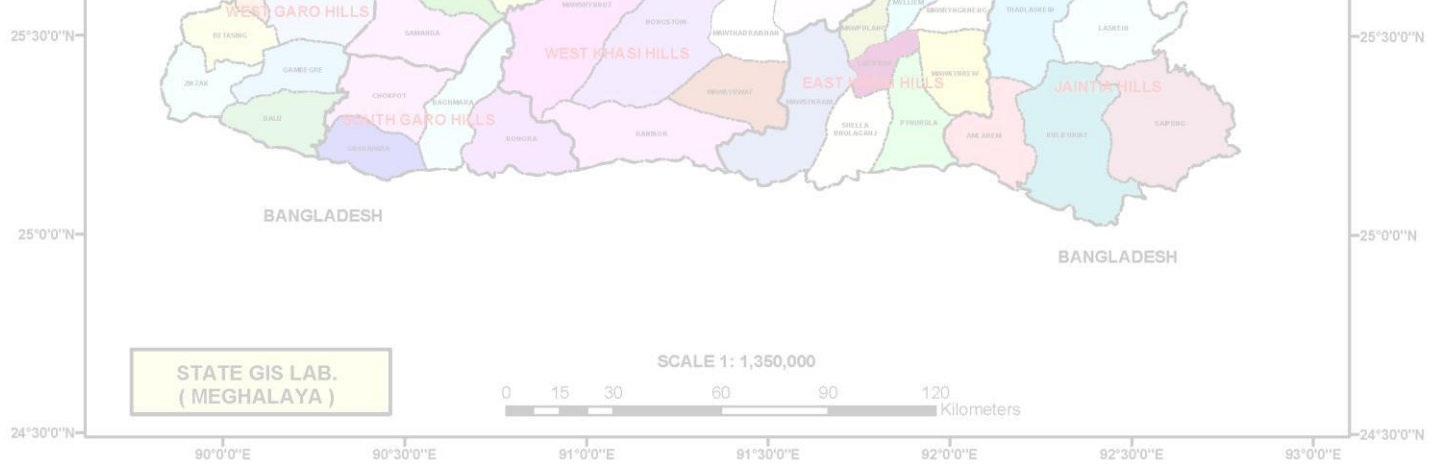 MAWSHYNRUT
MYLLIEM
WEST GARO HILLS
NONGSTOIN
MAWRYNGKNENG
THADLASKEIN
BETASING
SAMANDA
MAWTHADRAISHAN
MAWPHLANG
LASKEIN
25°30'0"N
25°30'0"N
WEST KHASI HILLS
ZIKZAK
GAMBEGRE
MAWKYNREW
EAST KHASI HILLS
JAINTIA HILLS
CHOKPOT
BAGHMARA
MAWKYRWAT
MAWSYNRAM
DALU
SOUTH GARO HILLS
SHELLA
BHOLAGANJ
PYNURSLA
SAIPUNG
GASUAPARA
RONGRA
RANIKOR
AMLAREM
KHLIEHRIAT
BANGLADESH
25°0'0"N
25°0'0"N
BANGLADESH
STATE GIS LAB.
( MEGHALAYA )
SCALE 1: 1,350,000
0 15 30 60 90 120
Kilometers
24°30'0"N
24°30'0"N
90°0'0"E 90°30'0"E 91°0'0"E 91°30'0"E 92°0'0"E 92°30'0"E 93°0'0"E